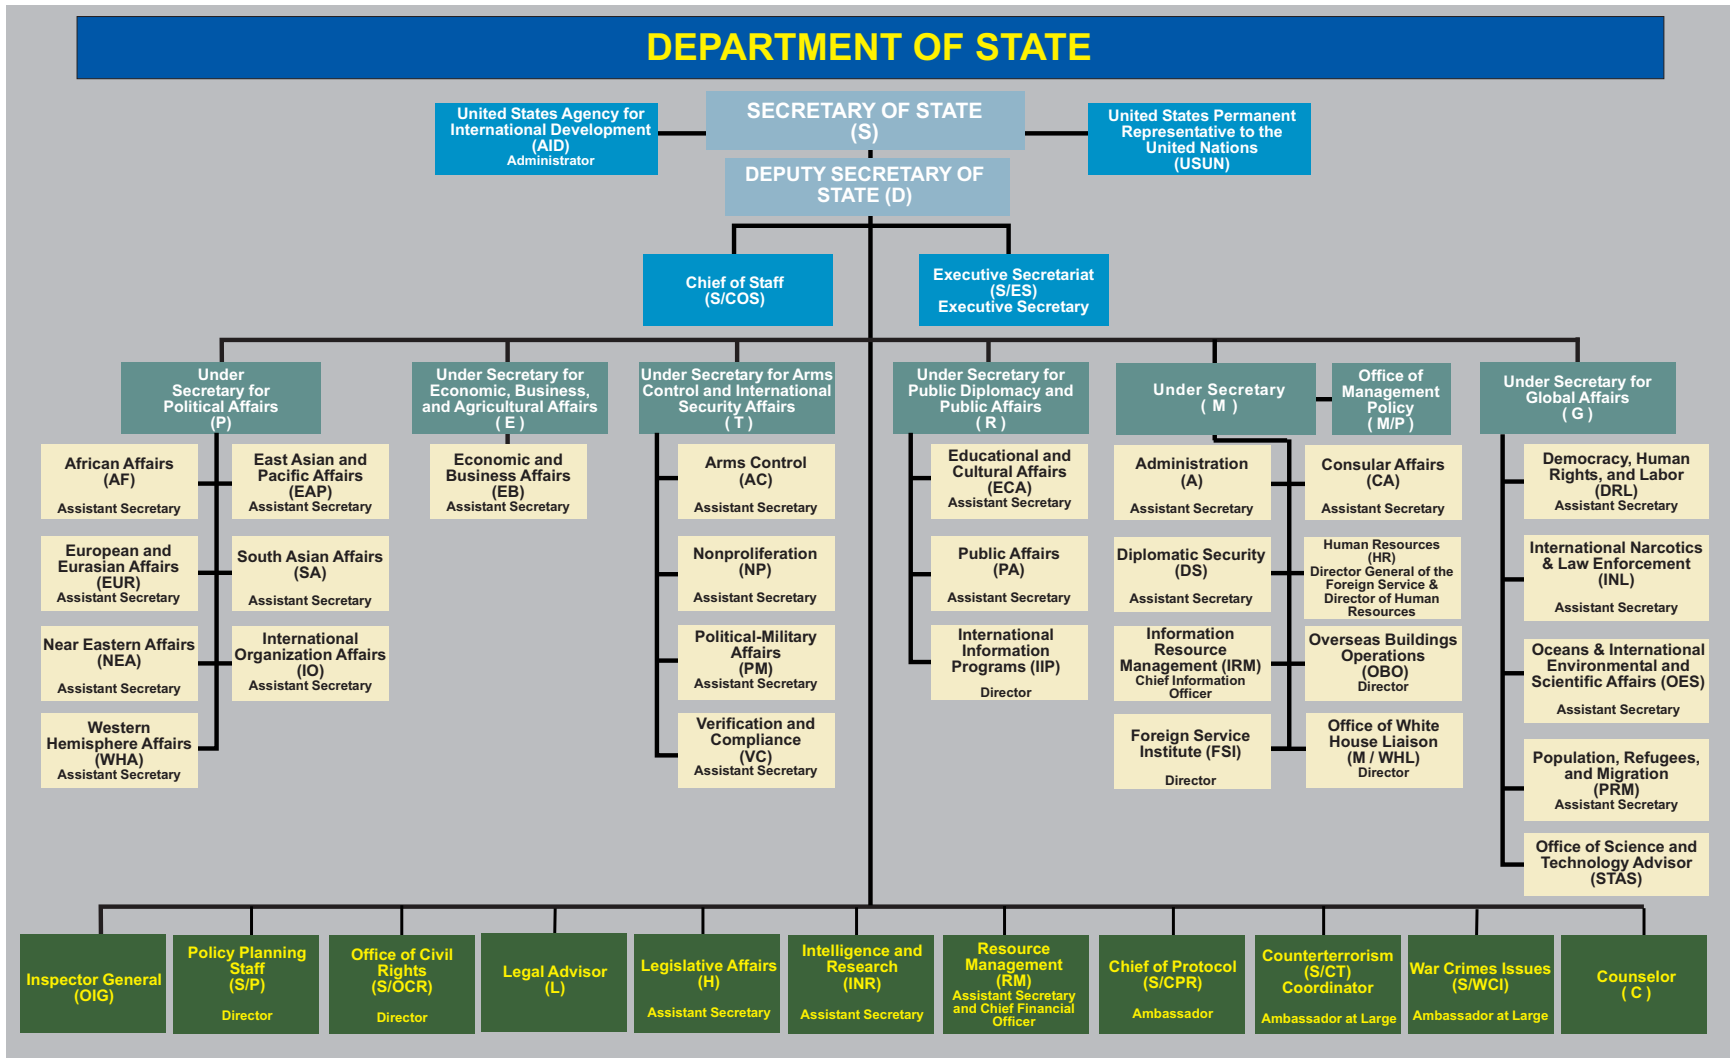 DEPARTMENT OF STATE
United States Agency for
International Development
(AID)
Administrator
SECRETARY OF STATE
(S)
United States Permanent
Representative to the
United Nations
(USUN)
DEPUTY SECRETARY OF
STATE (D)
Chief of Staff
(S/COS)
Executive Secretariat
(S/ES)
Executive Secretary
Under
Secretary for
Political Affairs
(P)
Under Secretary for
Economic, Business,
and Agricultural Affairs
( E )
Under Secretary for Arms
Control and International
Security Affairs
( T )
Under Secretary for
Public Diplomacy and
Public Affairs
( R )
Under Secretary
( M )
Office of
Management
Policy
( M/P )
Under Secretary for
Global Affairs
( G )
African Affairs
(AF)
Assistant Secretary
East Asian and
Pacific Affairs
(EAP)
Assistant Secretary
European and
Eurasian Affairs
(EUR)
Assistant Secretary
South Asian Affairs
(SA)
Assistant Secretary
Near Eastern Affairs
(NEA)
Assistant Secretary
International
Organization Affairs
(IO)
Assistant Secretary
Western
Hemisphere Affairs
(WHA)
Assistant Secretary
Economic and
Business Affairs
(EB)
Assistant Secretary
Arms Control
(AC)
Assistant Secretary
Nonproliferation
(NP)
Assistant Secretary
Political-Military
Affairs
(PM)
Assistant Secretary
Verification and
Compliance
(VC)
Assistant Secretary
Educational and
Cultural Affairs
(ECA)
Assistant Secretary
Public Affairs
(PA)
Assistant Secretary
International
Information
Programs (IIP)
Director
Administration
(A)
Assistant Secretary
Consular Affairs
(CA)
Assistant Secretary
Diplomatic Security
(DS)
Assistant Secretary
Human Resources
(HR)
Director General of the
Foreign Service &
Director of Human
Resources
Information
Resource
Management (IRM)
Chief Information
Officer
Overseas Buildings
Operations
(OBO)
Director
Foreign Service
Institute (FSI)
Director
Office of White
House Liaison
(M / WHL)
Director
Democracy, Human
Rights, and Labor
(DRL)
Assistant Secretary
International Narcotics
& Law Enforcement
(INL)
Assistant Secretary
Oceans & International
Environmental and
Scientific Affairs (OES)
Assistant Secretary
Population, Refugees,
and Migration
(PRM)
Assistant Secretary
Office of Science and
Technology Advisor
(STAS)
Inspector General
(OIG)
Policy Planning
Staff
(S/P)
Director
Office of Civil
Rights
(S/OCR)
Director
Legal Advisor
(L)
Legislative Affairs
(H)
Assistant Secretary
Intelligence and
Research
(INR)
Assistant Secretary
Resource
Management
(RM)
Assistant Secretary
and Chief Financial
Officer
Chief of Protocol
(S/CPR)
Ambassador
Counterterrorism
(S/CT)
Coordinator
Ambassador at Large
War Crimes Issues
(S/WCI)
Ambassador at Large
Counselor
( C )